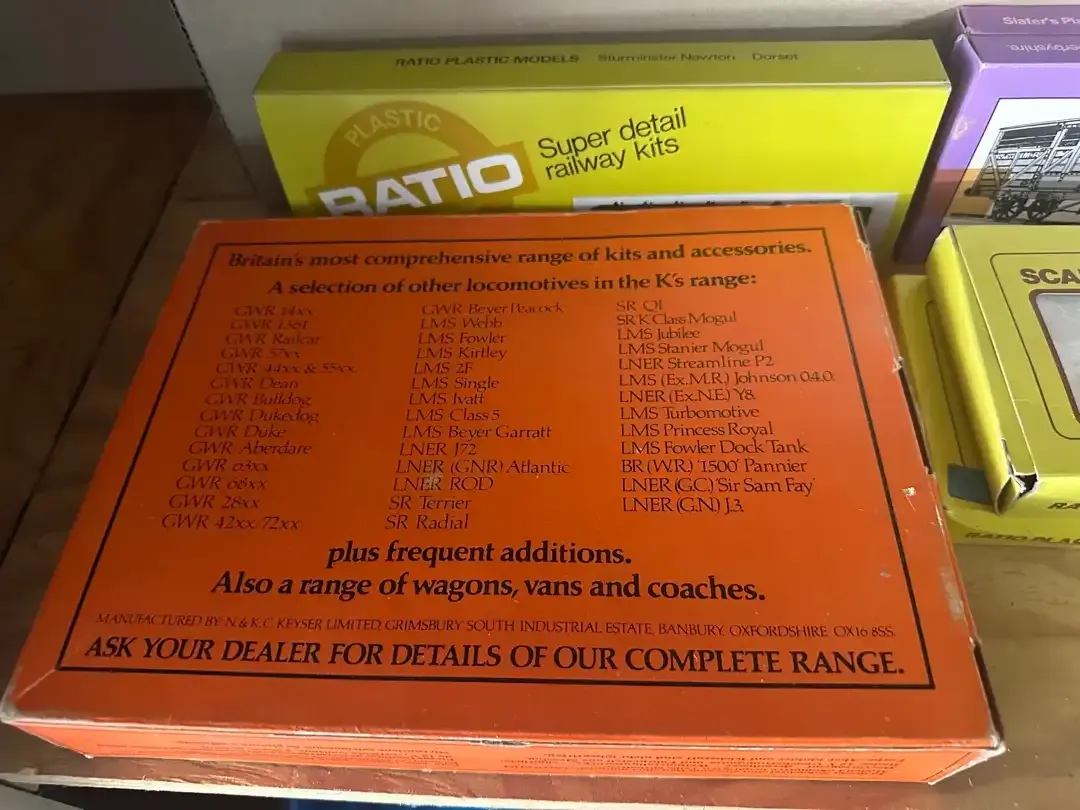 RATIO PLASTIC MODELS Sturminster Newton Dorset
PLASTIC
RATIO
Super detail
railway kits
Slater's
Britain's most comprehensive range of kits and accessories.
A selection of other locomotives in the K's range:
GWR 14xx
GWR 1361
GWR Railcar
GWR 57xx
GWR 44xx & 55xx
GWR Dean
GWR Bulldog
GWR Dukedog
GWR Duke
GWR Aberdare
GWR 63xx
GWR 68xx
GWR 28xx
GWR 42xx/72xx
GWR Beyer Peacock
LMS Webb
LMS Fowler
LMS Kirtley
LMS 2F
LMS Single
LMS Ivatt
LMS Class 5
LMS Beyer Garratt
LNER J72
LNER (GNR) Atlantic
LNER ROD
SR Terrier
SR Radial
SR Q1
SR K Class Mogul
LMS Jubilee
LMS Stanier Mogul
LNER Streamline P2
LMS (Ex.M.R.) Johnson 0.4.0.
LNER (Ex.N.E.) Y8.
LMS Turbomotive
LMS Princess Royal
LMS Fowler Dock Tank
BR (W.R.) '1500' Pannier
LNER (G.C.) 'Sir Sam Fay'
LNER (G.N.) J.3.
plus frequent additions.
Also a range of wagons, vans and coaches.
MANUFACTURED BY: N. & K.C. KEYSER LIMITED, GRIMSBURY SOUTH INDUSTRIAL ESTATE, BANBURY, OXFORDSHIRE. OX16 8SS.
ASK YOUR DEALER FOR DETAILS OF OUR COMPLETE RANGE.